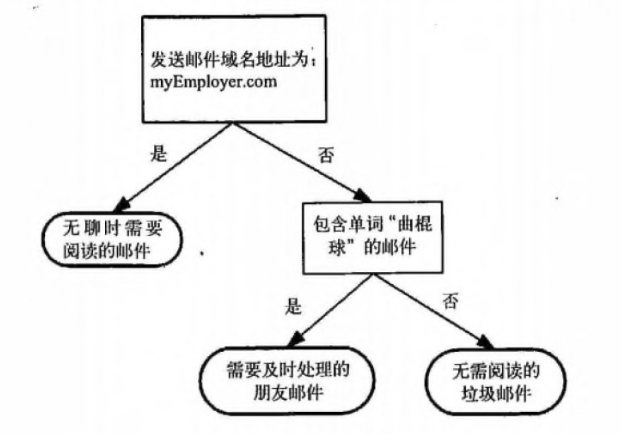 发送邮件域名地址为：
myEmployer.com
是
否
无聊时需要
阅读的邮件
包含单词“曲棍
球”的邮件
是
否
需要及时处理的
朋友邮件
无需阅读的
垃圾邮件